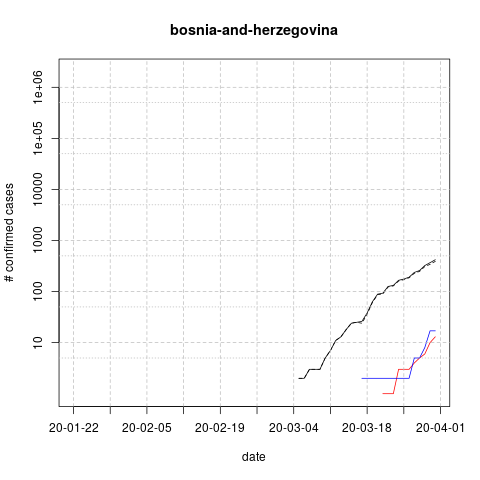 bosnia-and-herzegovina
1e+06
1e+05
10000
1000
100
10
# confirmed cases
20-01-22 20-02-05 20-02-19 20-03-04 20-03-18 20-04-01
date